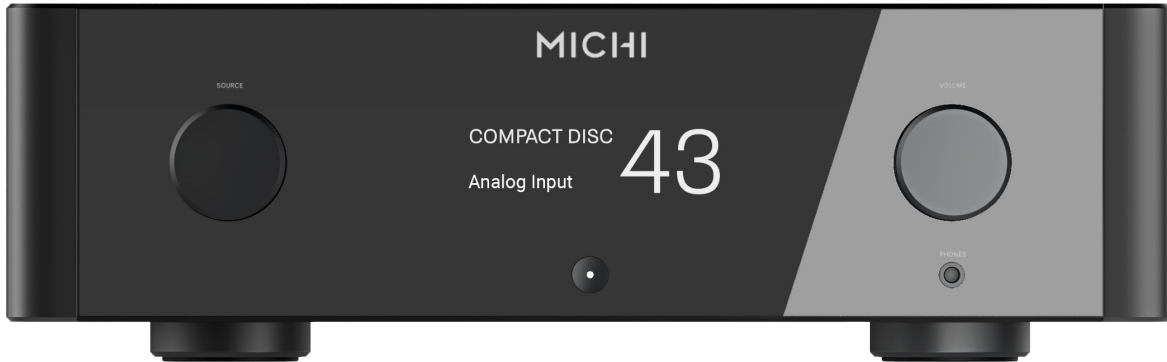 MICHI
SOURCE
VOLUME
COMPACT DISC
43
Analog Input
PHONES